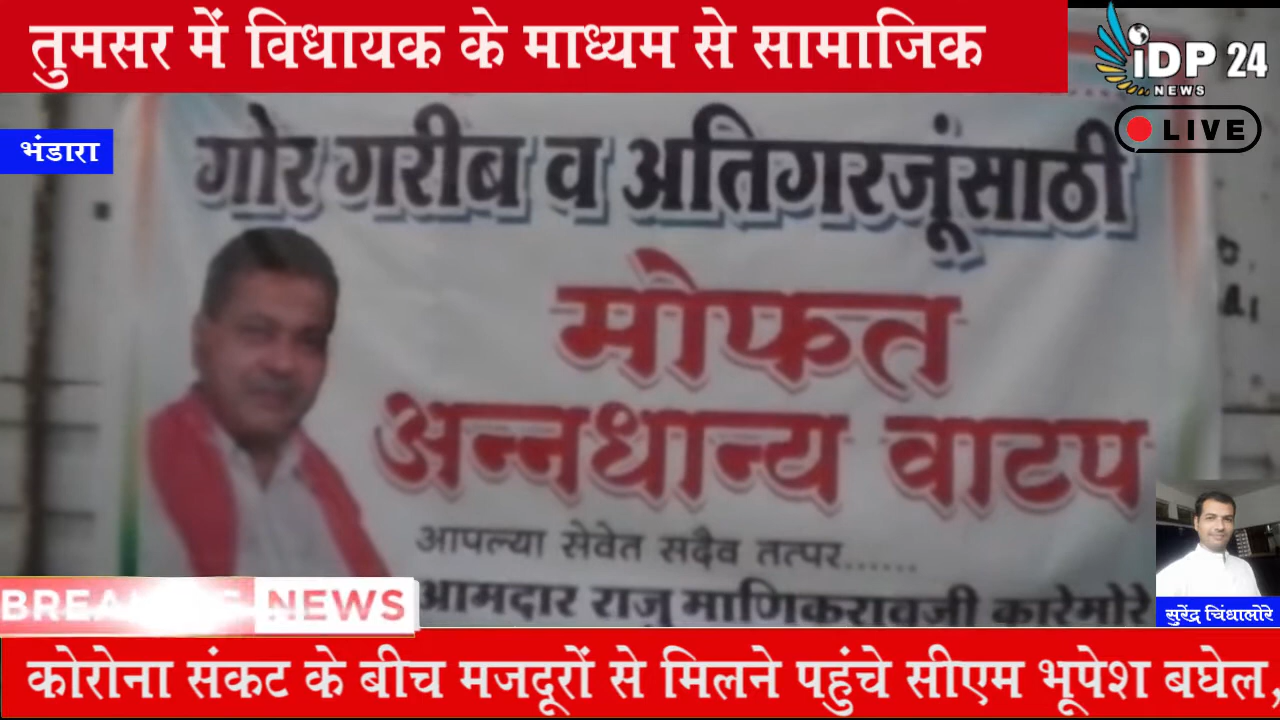 तुमसर में विधायक के माध्यम से सामाजिक
iDP 24
NEWS
LIVE
भंडारा
गोर गरीब व अतिगरजूंसाठी
मोफत
अन्नधान्य वाटप
आपल्या सेवेत सदैव तत्पर......
आमदार राजु माणिकरावजी कारेमोरे
सुरेंद्र चिंधालोरे
NEWS
कोरोना संकट के बीच मजदूरों से मिलने पहुंचे सीएम भूपेश बघेल,